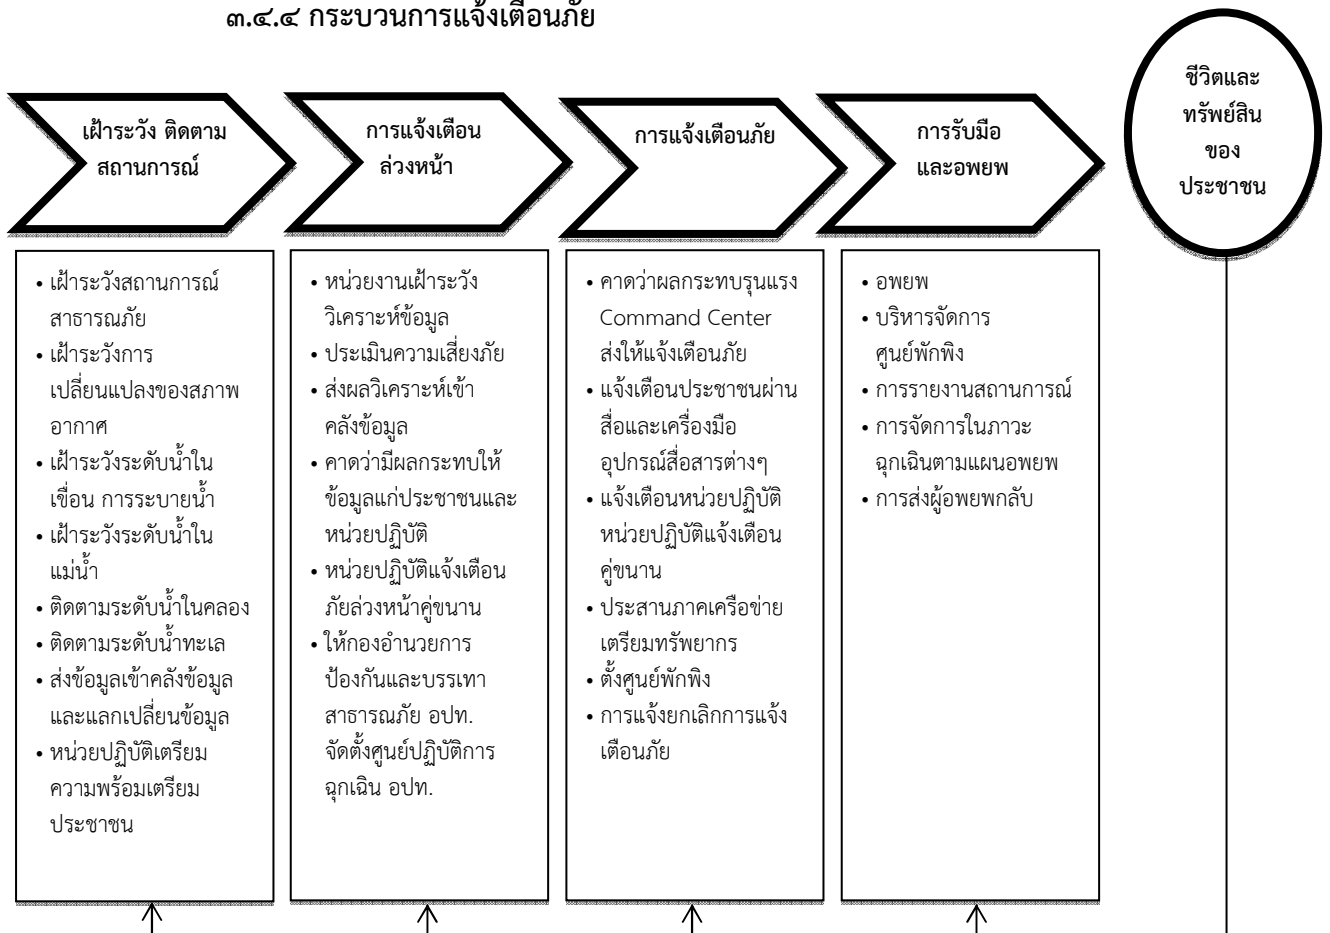 ๓.๔.๔ กระบวนการแจ้งเตือนภัย
เฝ้าระวัง ติดตาม
สถานการณ์
การแจ้งเตือน
ล่วงหน้า
การแจ้งเตือนภัย
การรับมือ
และอพยพ
ชีวิตและ
ทรัพย์สิน
ของ
ประชาชน
• เฝ้าระวังสถานการณ์
สาธารณภัย
• เฝ้าระวังการ
เปลี่ยนแปลงของสภาพ
อากาศ
• เฝ้าระวังระดับน้ำใน
เขื่อน การระบายน้ำ
• เฝ้าระวังระดับน้ำใน
แม่น้ำ
• ติดตามระดับน้ำในคลอง
• ติดตามระดับน้ำทะเล
• ส่งข้อมูลเข้าคลังข้อมูล
และแลกเปลี่ยนข้อมูล
• หน่วยปฏิบัติเตรียม
ความพร้อมเตรียม
ประชาชน
• หน่วยงานเฝ้าระวัง
วิเคราะห์ข้อมูล
• ประเมินความเสี่ยงภัย
• ส่งผลวิเคราะห์เข้า
คลังข้อมูล
• คาดว่ามีผลกระทบให้
ข้อมูลแก่ประชาชนและ
หน่วยปฏิบัติ
• หน่วยปฏิบัติแจ้งเตือน
ภัยล่วงหน้าคู่ขนาน
• ให้กองอำนวยการ
ป้องกันและบรรเทา
สาธารณภัย อปท.
จัดตั้งศูนย์ปฏิบัติการ
ฉุกเฉิน อปท.
• คาดว่าผลกระทบรุนแรง
Command Center
ส่งให้แจ้งเตือนภัย
• แจ้งเตือนประชาชนผ่าน
สื่อและเครื่องมือ
อุปกรณ์สื่อสารต่างๆ
• แจ้งเตือนหน่วยปฏิบัติ
หน่วยปฏิบัติแจ้งเตือน
คู่ขนาน
• ประสานภาคเครือข่าย
เตรียมทรัพยากร
• ตั้งศูนย์พักพิง
• การแจ้งยกเลิกการแจ้ง
เตือนภัย
• อพยพ
• บริหารจัดการ
ศูนย์พักพิง
• การรายงานสถานการณ์
• การจัดการในภาวะ
ฉุกเฉินตามแผนอพยพ
• การส่งผู้อพยพกลับ